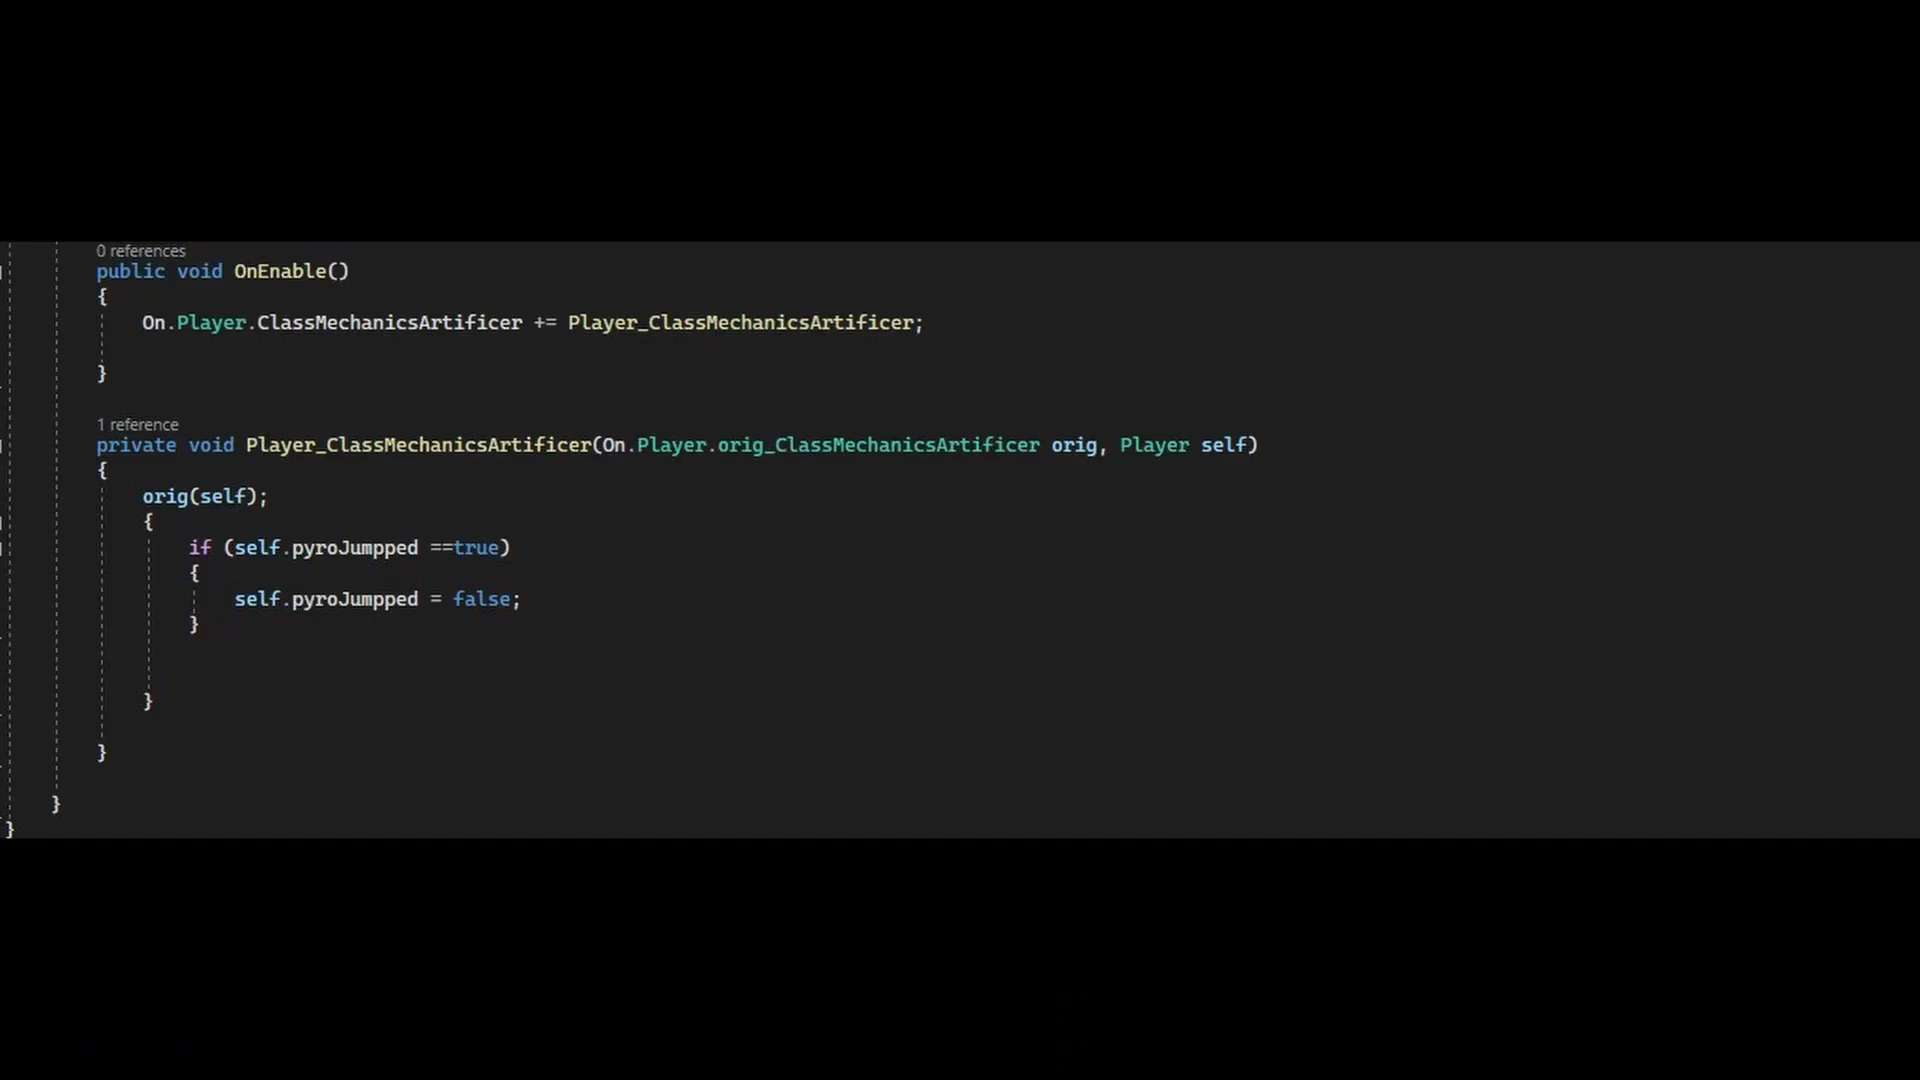 0 references
public void OnEnable()
{
On.Player.ClassMechanicsArtificer += Player_ClassMechanicsArtificer;
}
1 reference
private void Player_ClassMechanicsArtificer(On.Player.orig_ClassMechanicsArtificer orig, Player self)
{
orig(self);
{
if (self.pyroJumpped ==true)
{
self.pyroJumpped = false;
}
}
}
}
}